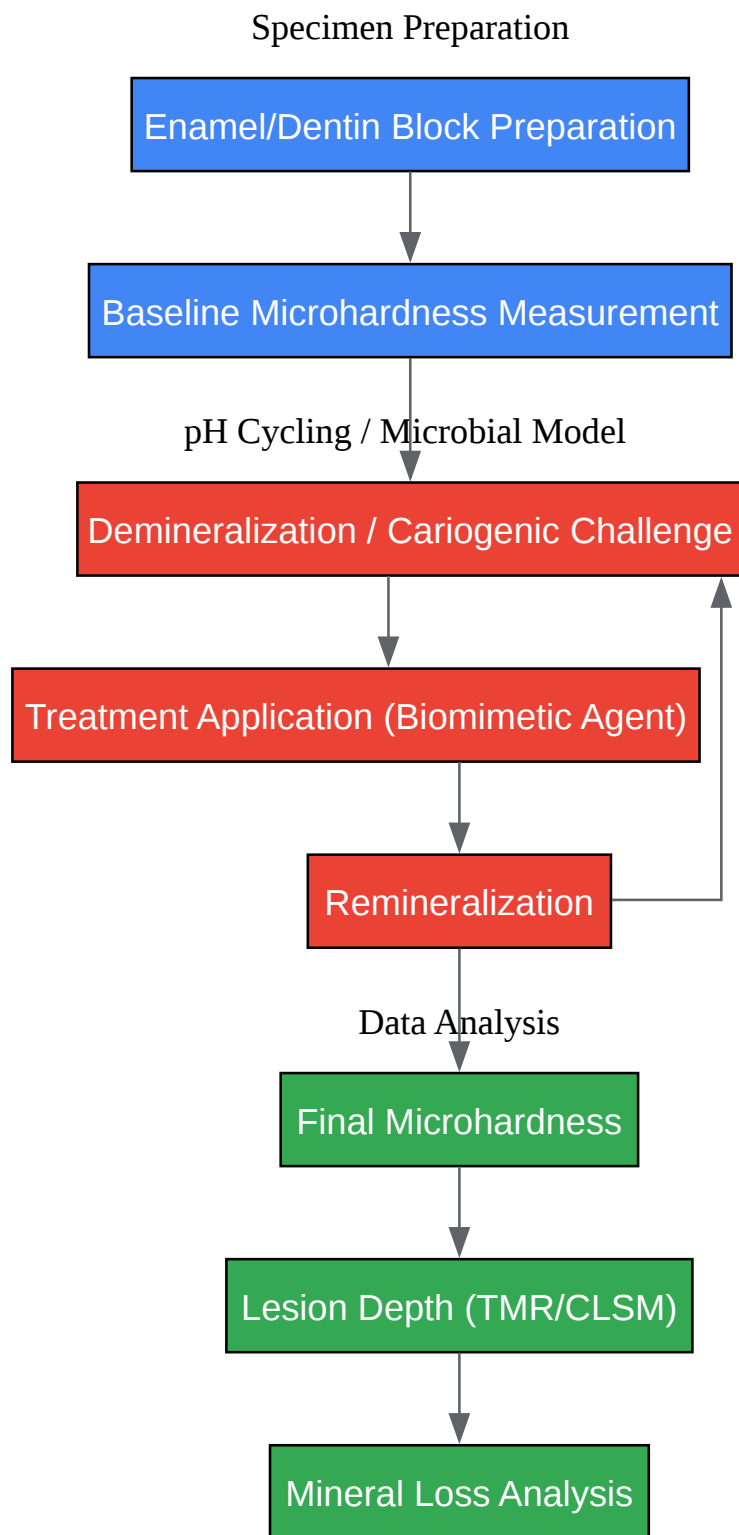 Specimen Preparation
Enamel/Dentin Block Preparation
Baseline Microhardness Measurement
pH Cycling / Microbial Model
Demineralization / Cariogenic Challenge
Treatment Application (Biomimetic Agent)
Remineralization
Data Analysis
Final Microhardness
Lesion Depth (TMR/CLSM)
Mineral Loss Analysis